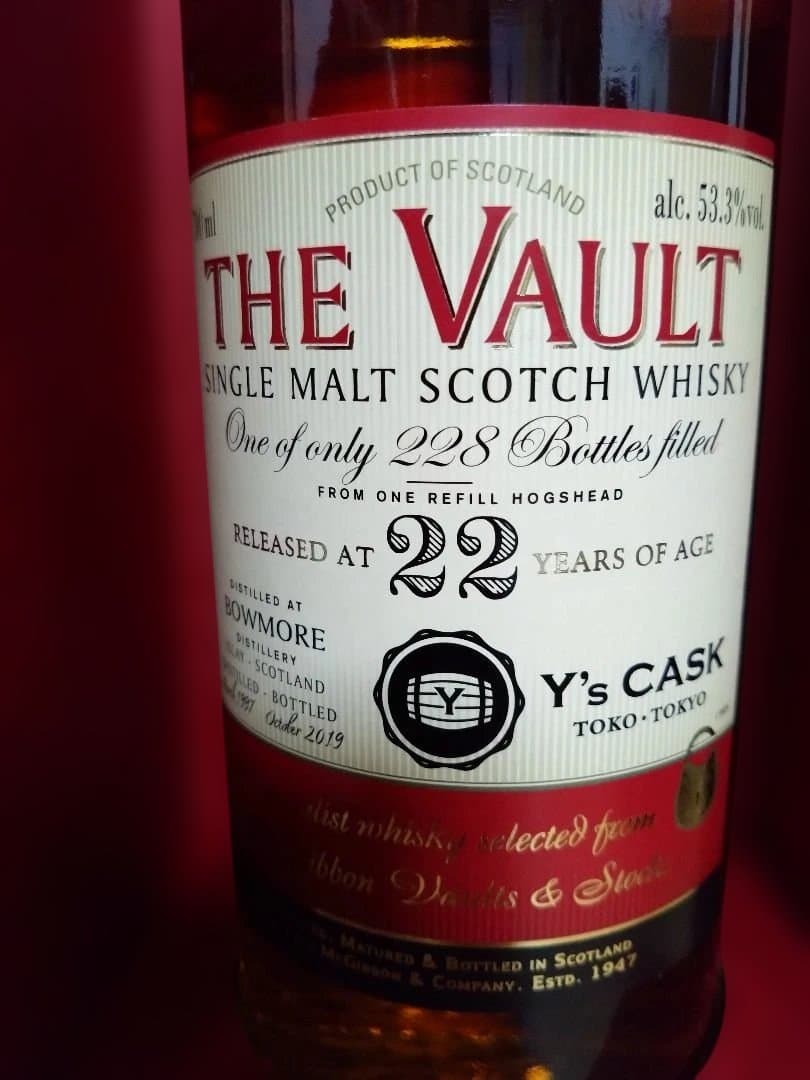 PRODUCT OF SCOTLAND
ml
alc. 53.3%vol.
THE VAULT
SINGLE MALT SCOTCH WHISKY
One of only 228 Bottles filled
FROM ONE REFILL HOGSHEAD
RELEASED AT 22 YEARS OF AGE
DISTILLED AT
BOWMORE
DISTILLERY
SCOTLAND
BOTTLED
1997 October 2019
Y
Y's CASK
TOKO · TOKYO
whisky selected from
& Stocks
MATURED & BOTTLED IN SCOTLAND
MCGIBBON & COMPANY. ESTD. 1947